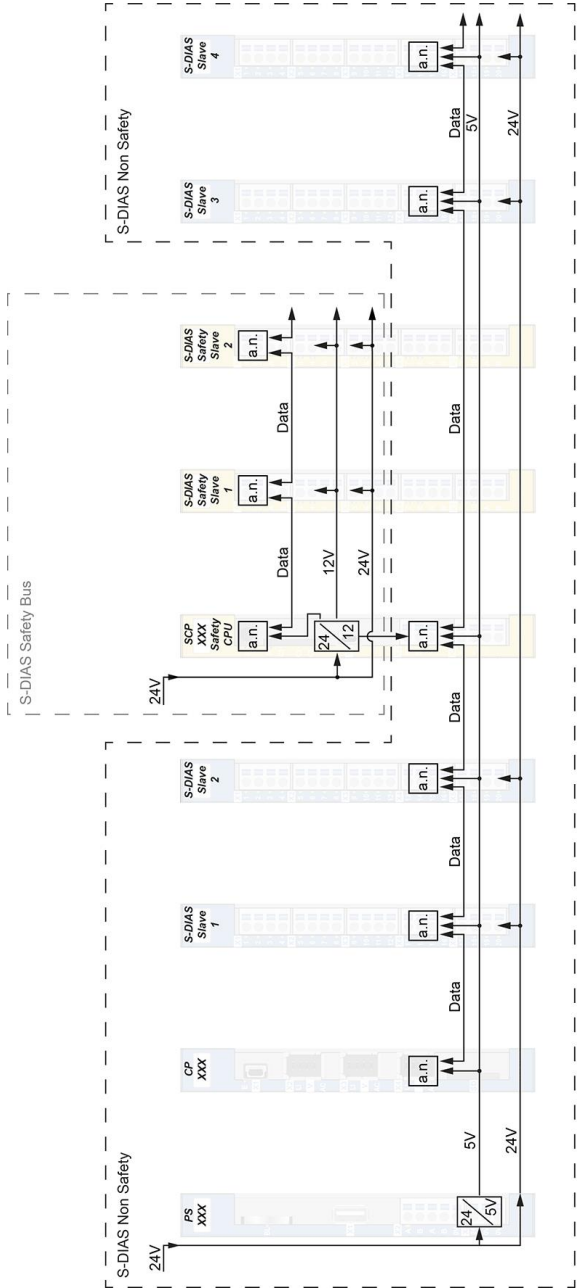 S-DIAS Non Safety
24V
PS
XXX
24
5V
5V
24V
CP
XXX
a.n.
Data
S-DIAS
Slave
1
a.n.
Data
S-DIAS
Slave
2
a.n.
Data
S-DIAS Safety Bus
24V
SCP
XXX
Safety
CPU
a.n.
24
12
a.n.
Data
12V
24V
S-DIAS
Safety
Slave
1
a.n.
Data
S-DIAS
Safety
Slave
2
a.n.
Data
S-DIAS Non Safety
S-DIAS
Slave
3
a.n.
Data
5V
24V
S-DIAS
Slave
4
a.n.